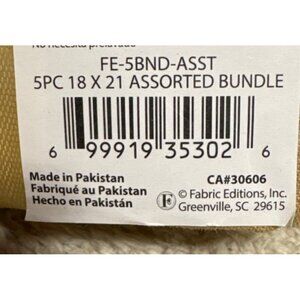 No necesita prelavado
FE-5BND-ASST
5PC 18 X 21 ASSORTED BUNDLE
6 99919 35302 6
Made in Pakistan
Fabriqué au Pakistan
Hecho en Pakistán
CA#30606
© Fabric Editions, Inc.
Greenville, SC 29615